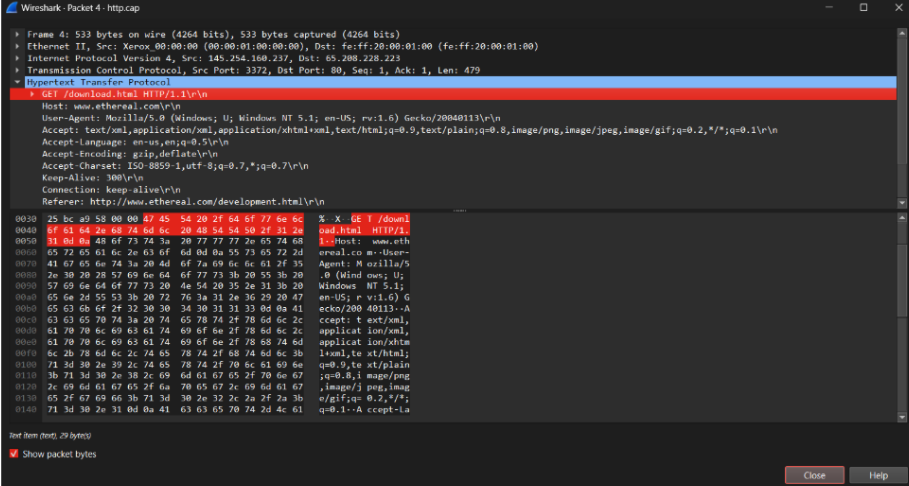 Wireshark · Packet 4 · http.cap
Frame 4: 533 bytes on wire (4264 bits), 533 bytes captured (4264 bits)
Ethernet II, Src: Xerox_00:00:00 (00:00:01:00:00:00), Dst: fe:ff:20:00:01:00 (fe:ff:20:00:01:00)
Internet Protocol Version 4, Src: 145.254.160.237, Dst: 65.208.228.223
Transmission Control Protocol, Src Port: 3372, Dst Port: 80, Seq: 1, Ack: 1, Len: 479
Hypertext Transfer Protocol
GET /download.html HTTP/1.1\r\n
Host: www.ethereal.com\r\n
User-Agent: Mozilla/5.0 (Windows; U; Windows NT 5.1; en-US; rv:1.6) Gecko/20040113\r\n
Accept: text/xml,application/xml,application/xhtml+xml,text/html;q=0.9,text/plain;q=0.8,image/png,image/jpeg,image/gif;q=0.2,*/*;q=0.1\r\n
Accept-Language: en-us,en;q=0.5\r\n
Accept-Encoding: gzip,deflate\r\n
Accept-Charset: ISO-8859-1,utf-8;q=0.7,*;q=0.7\r\n
Keep-Alive: 300\r\n
Connection: keep-alive\r\n
Referer: http://www.ethereal.com/development.html\r\n
0030 25 bc a9 58 00 00 47 45 54 20 2f 64 6f 77 6e 6c %··X··GE T /downl
0040 6f 61 64 2e 68 74 6d 6c 20 48 54 54 50 2f 31 2e oad.html HTTP/1.
0050 31 0d 0a 48 6f 73 74 3a 20 77 77 77 2e 65 74 68 1··Host: www.eth
0060 65 72 65 61 6c 2e 63 6f 6d 0d 0a 55 73 65 72 2d ereal.co m··User-
0070 41 67 65 6e 74 3a 20 4d 6f 7a 69 6c 6c 61 2f 35 Agent: M ozilla/5
0080 2e 30 20 28 57 69 6e 64 6f 77 73 3b 20 55 3b 20 .0 (Wind ows; U;
0090 57 69 6e 64 6f 77 73 20 4e 54 20 35 2e 31 3b 20 Windows NT 5.1;
00a0 65 6e 2d 55 53 3b 20 72 76 3a 31 2e 36 29 20 47 en-US; r v:1.6) G
00b0 65 63 6b 6f 2f 32 30 30 34 30 31 31 33 0d 0a 41 ecko/200 40113··A
00c0 63 63 65 70 74 3a 20 74 65 78 74 2f 78 6d 6c 2c ccept: t ext/xml,
00d0 61 70 70 6c 69 63 61 74 69 6f 6e 2f 78 6d 6c 2c applicat ion/xml,
00e0 61 70 70 6c 69 63 61 74 69 6f 6e 2f 78 68 74 6d applicat ion/xhtm
00f0 6c 2b 78 6d 6c 2c 74 65 78 74 2f 68 74 6d 6c 3b l+xml,te xt/html;
0100 71 3d 30 2e 39 2c 74 65 78 74 2f 70 6c 61 69 6e q=0.9,te xt/plain
0110 3b 71 3d 30 2e 38 2c 69 6d 61 67 65 2f 70 6e 67 ;q=0.8,i mage/png
0120 2c 69 6d 61 67 65 2f 6a 70 65 67 2c 69 6d 61 67 ,image/j peg,imag
0130 65 2f 67 69 66 3b 71 3d 30 2e 32 2c 2a 2f 2a 3b e/gif;q= 0.2,*/*;
0140 71 3d 30 2e 31 0d 0a 41 63 63 65 70 74 2d 4c 61 q=0.1··A ccept-La
Text item (text), 29 byte(s)
Show packet bytes
Close
Help